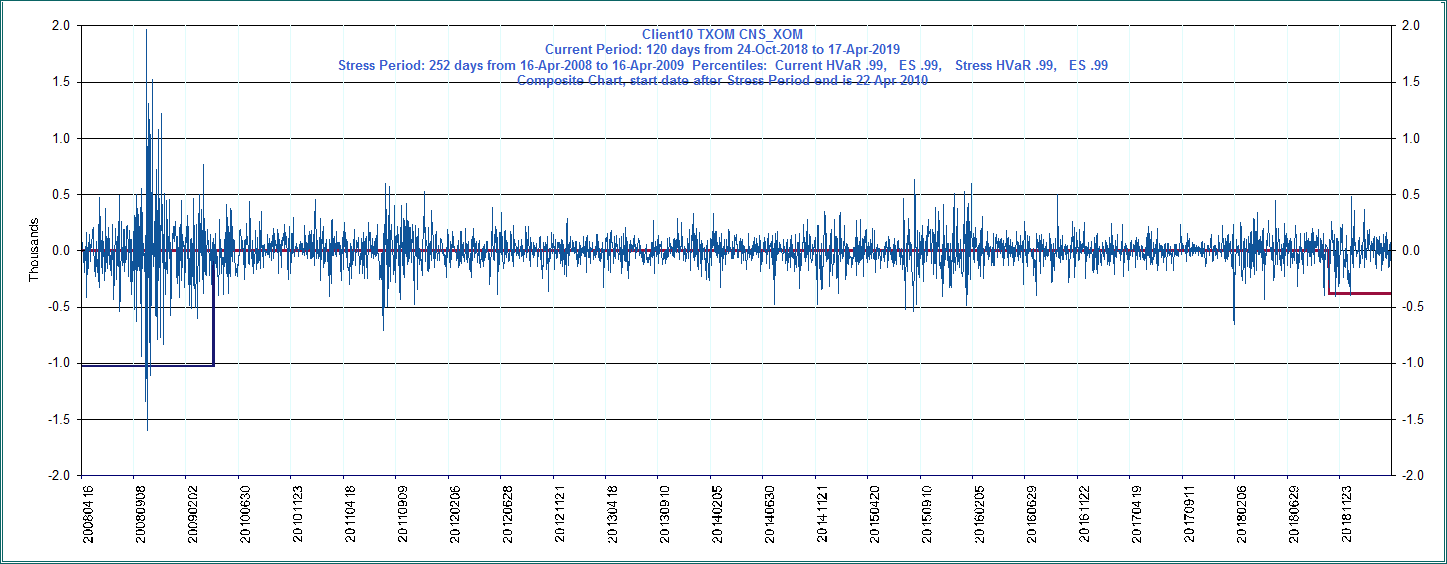 Client10 TXOM CNS_XOM
Current Period: 120 days from 24-Oct-2018 to 17-Apr-2019
Stress Period: 252 days from 16-Apr-2008 to 16-Apr-2009 Percentiles: Current HVaR .99, ES .99, Stress HVaR .99, ES .99
Composite Chart, start date after Stress Period end is 22 Apr 2010
Thousands
2.0 2.0
1.5 1.5
1.0 1.0
0.5 0.5
0.0 0.0
-0.5 -0.5
-1.0 -1.0
-1.5 -1.5
-2.0 -2.0
20080416 20080908 20090202 20100630 20101123 20110418 20110909 20120206 20120628 20121121 20130418 20130910 20140205 20140630 20141121 20150420 20150910 20160205 20160629 20161122 20170419 20170911 20180206 20180629 20181123